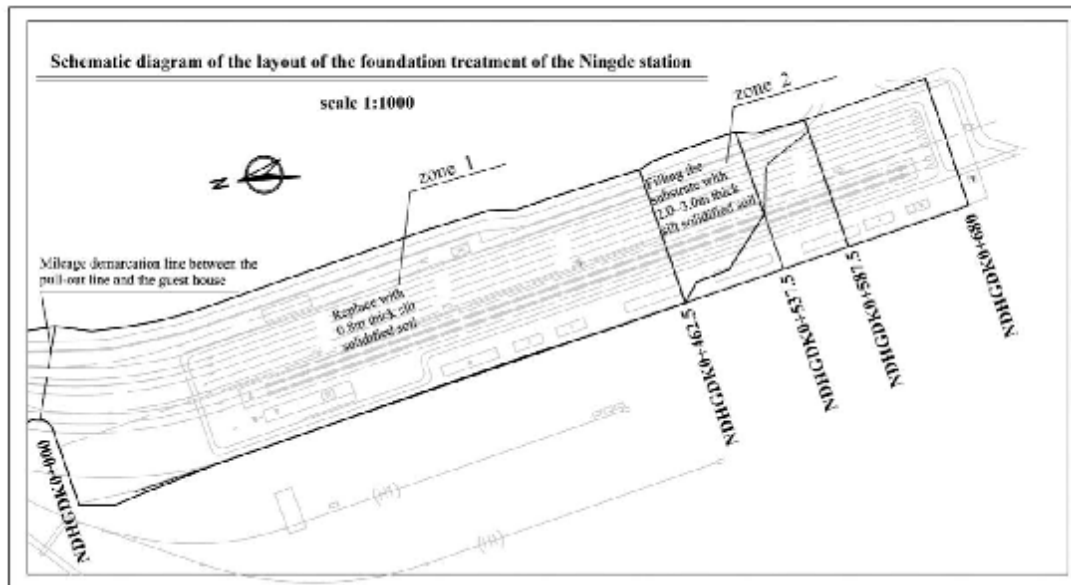 Schematic diagram of the layout of the foundation treatment of the Ningde station
scale 1:1000
zone 2
zone 1
N
Filling the
substrate with
2.0~3.0m thick
silt solidified soil
Mileage demarcation line between the
pull-out line and the guest house
Replace with
0.8m thick silt
solidified soil
NDHGDK0+000
NDHGDK0+462.5
NDHGDK0+537.5
NDHGDK0+587.5
NDHGDK0+680